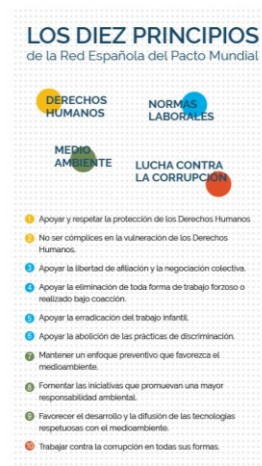 LOS DIEZ PRINCIPIOS
de la Red Española del Pacto Mundial
DERECHOS
HUMANOS
NORMAS
LABORALES
MEDIO
AMBIENTE
LUCHA CONTRA
LA CORRUPCIÓN
1 Apoyar y respetar la protección de los Derechos Humanos
2 No ser cómplices en la vulneración de los Derechos
Humanos.
3 Apoyar la libertad de afiliación y la negociación colectiva.
4 Apoyar la eliminación de toda forma de trabajo forzoso o
realizado bajo coacción.
5 Apoyar la erradicación del trabajo infantil.
6 Apoyar la abolición de las prácticas de discriminación.
7 Mantener un enfoque preventivo que favorezca el
medioambiente.
8 Fomentar las iniciativas que promuevan una mayor
responsabilidad ambiental.
9 Favorecer el desarrollo y la difusión de las tecnologías
respetuosas con el medioambiente.
10 Trabajar contra la corrupción en todas sus formas.